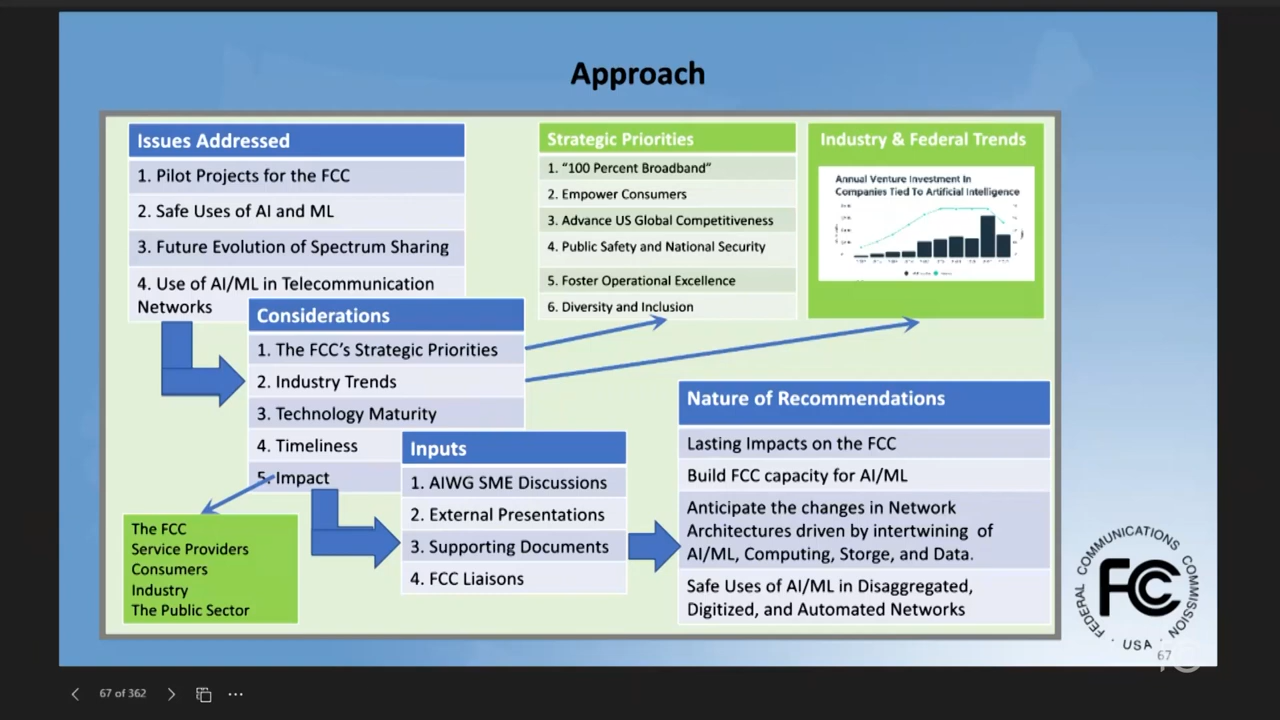 Approach
Issues Addressed
1. Pilot Projects for the FCC
2. Safe Uses of AI and ML
3. Future Evolution of Spectrum Sharing
4. Use of AI/ML in Telecommunication
Networks
Strategic Priorities
1. “100 Percent Broadband”
2. Empower Consumers
3. Advance US Global Competitiveness
4. Public Safety and National Security
5. Foster Operational Excellence
6. Diversity and Inclusion
Industry & Federal Trends
Annual Venture Investment In
Companies Tied To Artificial Intelligence
Considerations
1. The FCC’s Strategic Priorities
2. Industry Trends
3. Technology Maturity
4. Timeliness
5. Impact
The FCC
Service Providers
Consumers
Industry
The Public Sector
Inputs
1. AIWG SME Discussions
2. External Presentations
3. Supporting Documents
4. FCC Liaisons
Nature of Recommendations
Lasting Impacts on the FCC
Build FCC capacity for AI/ML
Anticipate the changes in Network
Architectures driven by intertwining of
AI/ML, Computing, Storge, and Data.
Safe Uses of AI/ML in Disaggregated,
Digitized, and Automated Networks
FEDERAL COMMUNICATIONS COMMISSION
FCC
· USA ·
67
67 of 362